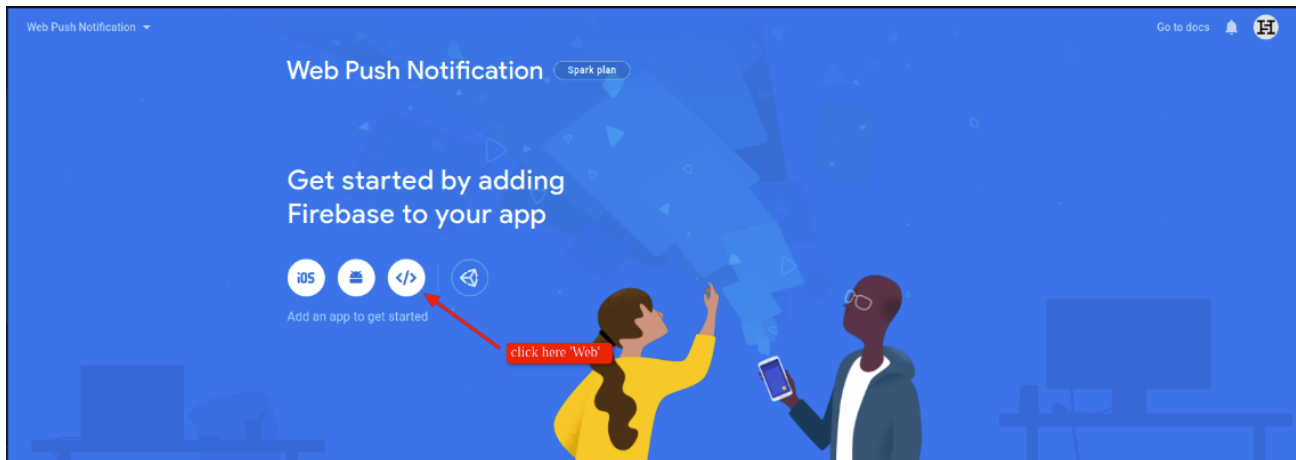 Web Push Notification
Go to docs
Web Push Notification
Spark plan
Get started by adding
Firebase to your app
iOS
</>
Add an app to get started
click here 'Web'